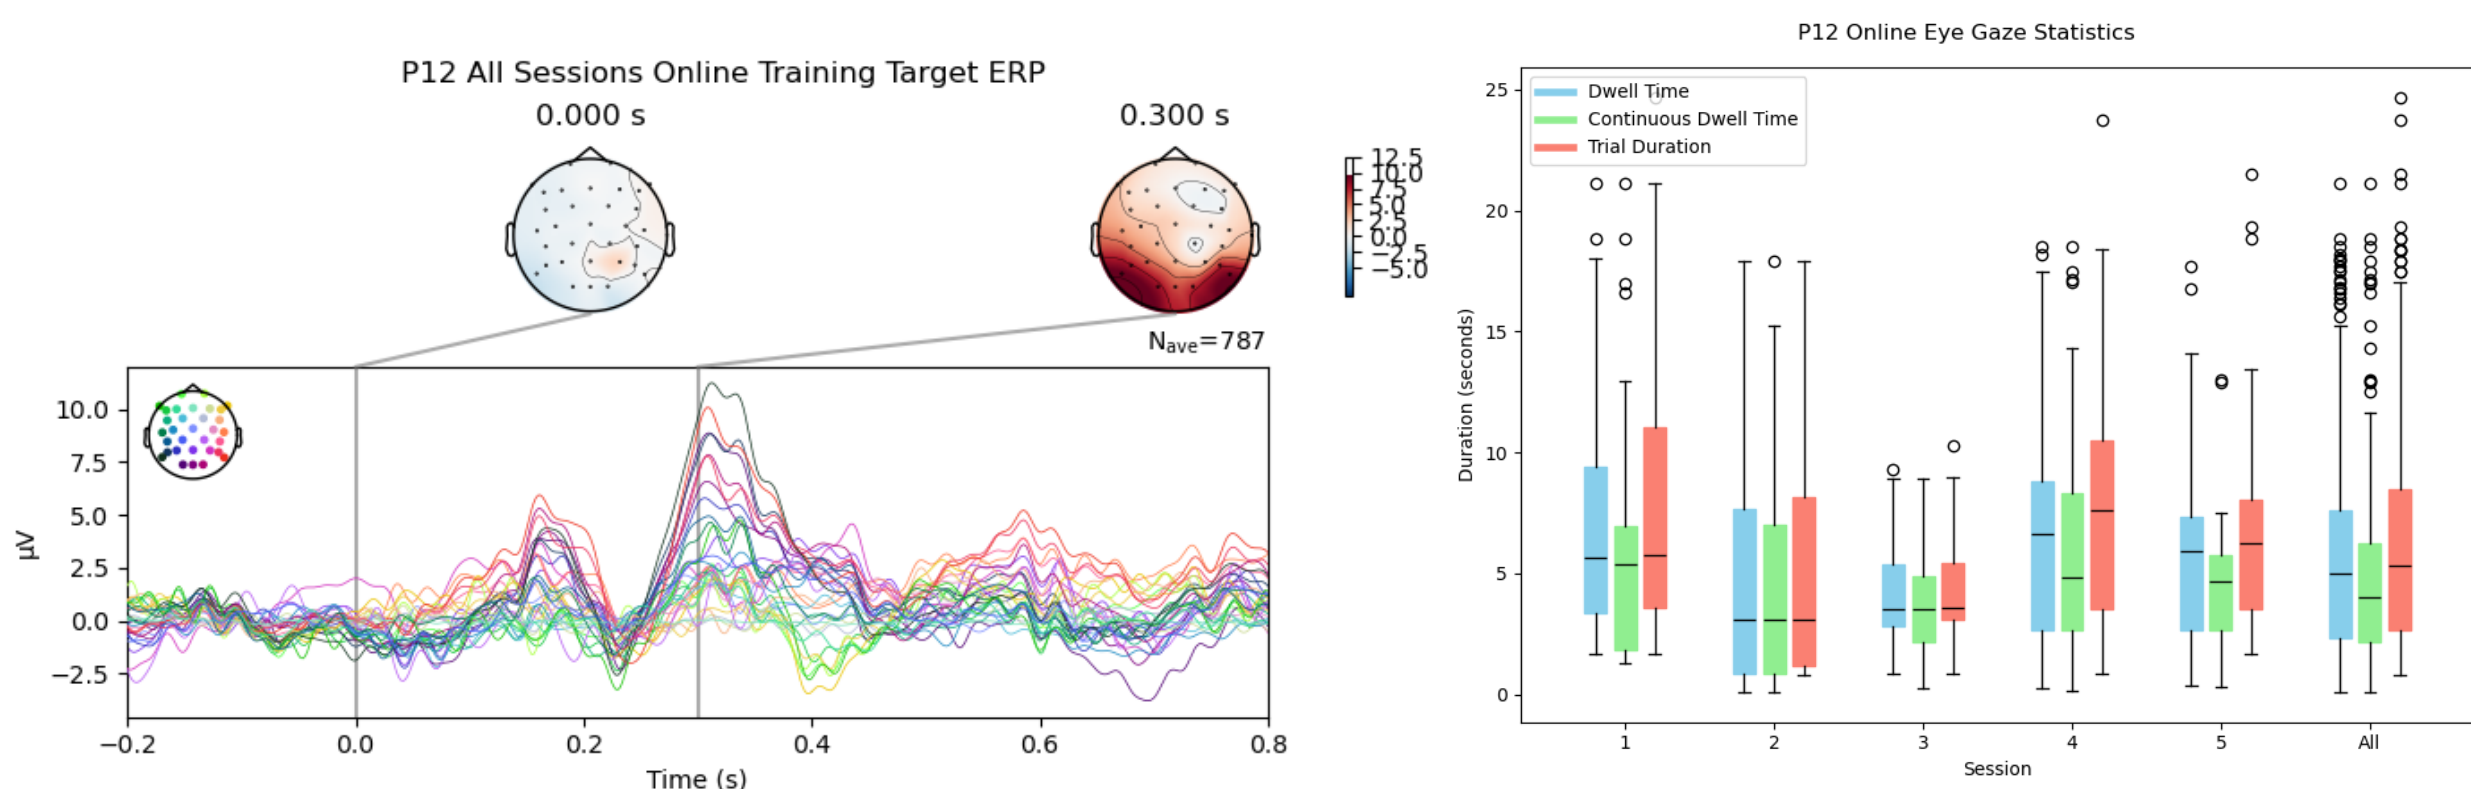 P12 All Sessions Online Training Target ERP
0.000 s
0.300 s
12.5
10.0
7.5
5.0
2.5
0.0
−2.5
−5.0
Nave=787
10.0
7.5
5.0
2.5
0.0
−2.5
µV
−0.2 0.0 0.2 0.4 0.6 0.8
Time (s)
P12 Online Eye Gaze Statistics
Dwell Time
Continuous Dwell Time
Trial Duration
25
20
15
10
5
0
Duration (seconds)
1 2 3 4 5 All
Session